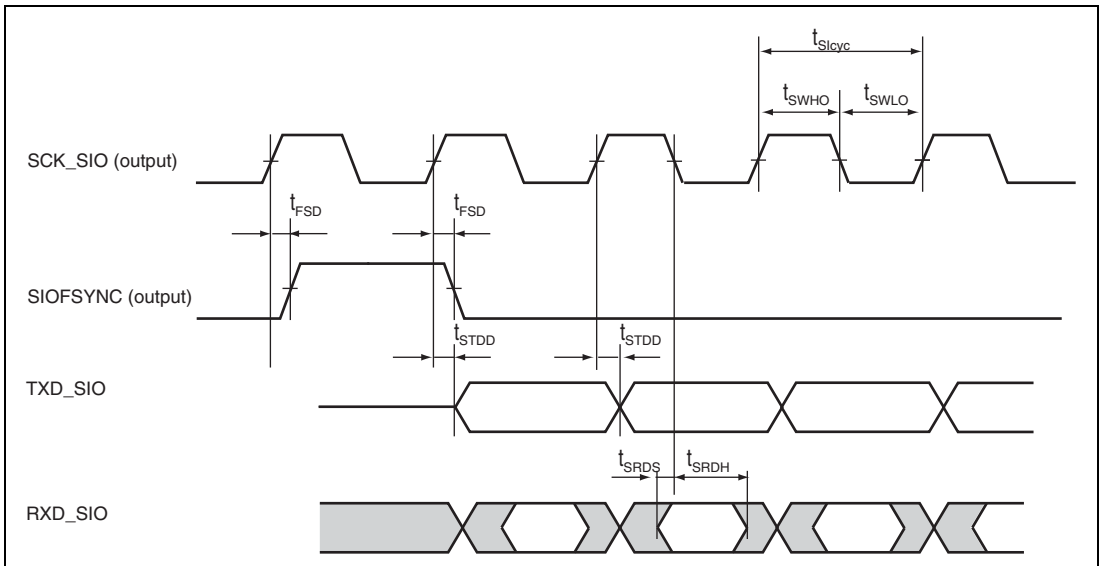 tSIcyc
tSWHO tSWLO
SCK_SIO (output)
tFSD tFSD
SIOFSYNC (output)
tSTDD tSTDD
TXD_SIO
tSRDS tSRDH
RXD_SIO